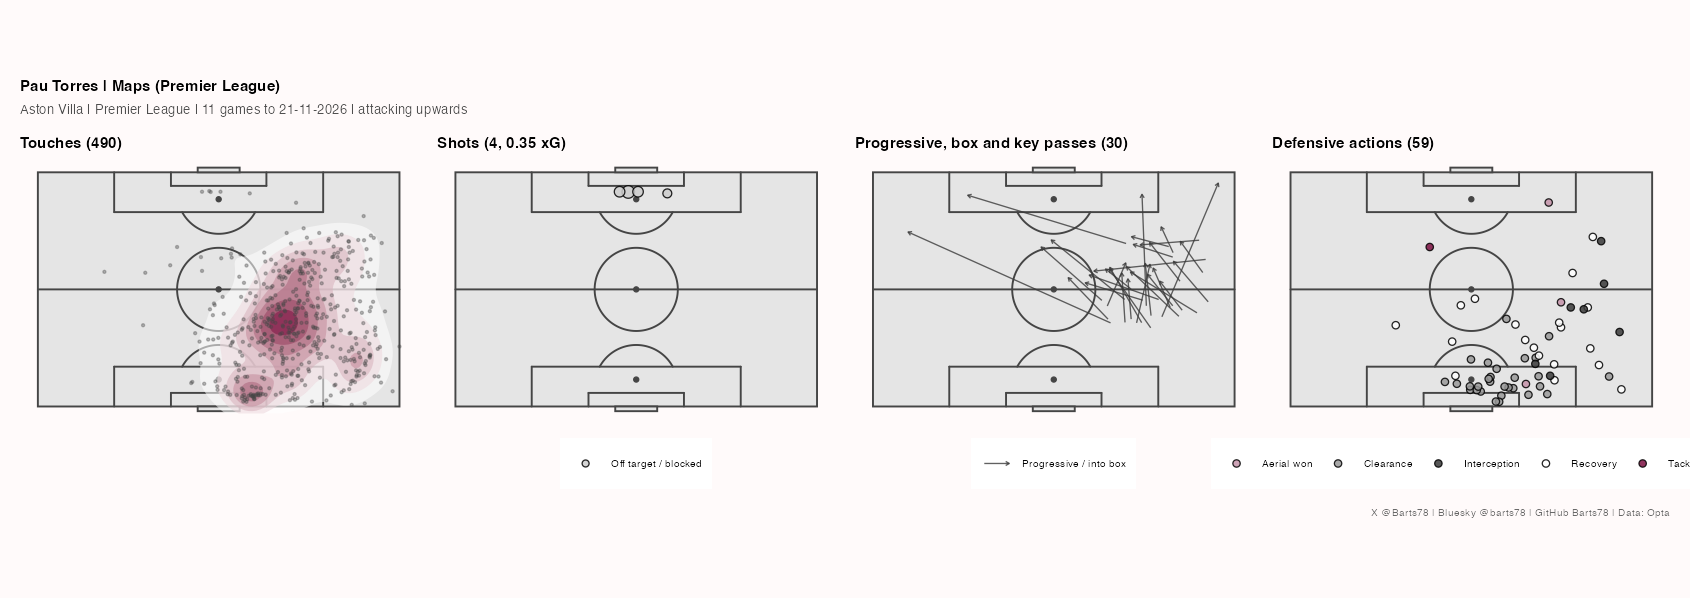 Pau Torres | Maps (Premier League)
Aston Villa | Premier League | 11 games to 21-11-2026 | attacking upwards
Touches (490)
Shots (4, 0.35 xG)
Progressive, box and key passes (30)
Defensive actions (59)
Off target / blocked
Progressive / into box
Aerial won
Clearance
Interception
Recovery
Tack
X @Barts78 | Bluesky @barts78 | GitHub Barts78 | Data: Opta